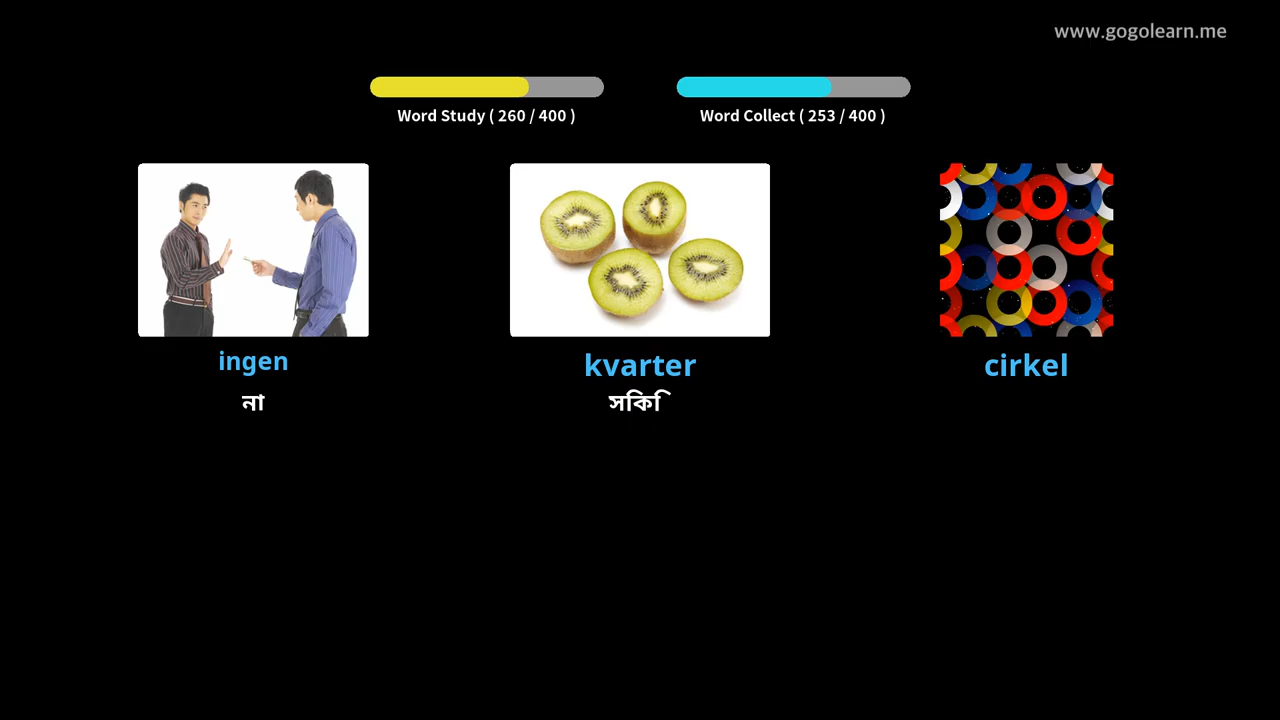 www.gogolearn.me
Word Study ( 260 / 400 )
Word Collect ( 253 / 400 )
ingen
kvarter
cirkel
না
সিকি